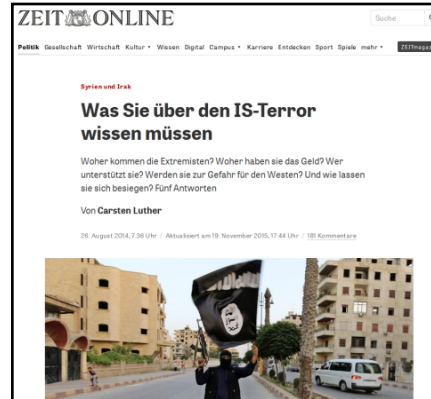 ZEIT ONLINE
Suche
Politik Gesellschaft Wirtschaft Kultur Wissen Digital Campus Karriere Entdecken Sport Spiele mehr ZEITmagaz
Syrien und Irak
Was Sie über den IS-Terror
wissen müssen
Woher kommen die Extremisten? Woher haben sie das Geld? Wer
unterstützt sie? Werden sie zur Gefahr für den Westen? Und wie lassen
sie sich besiegen? Fünf Antworten
Von Carsten Luther
26. August 2014, 7:36 Uhr / Aktualisiert am 19. November 2015, 17:44 Uhr / 181 Kommentare